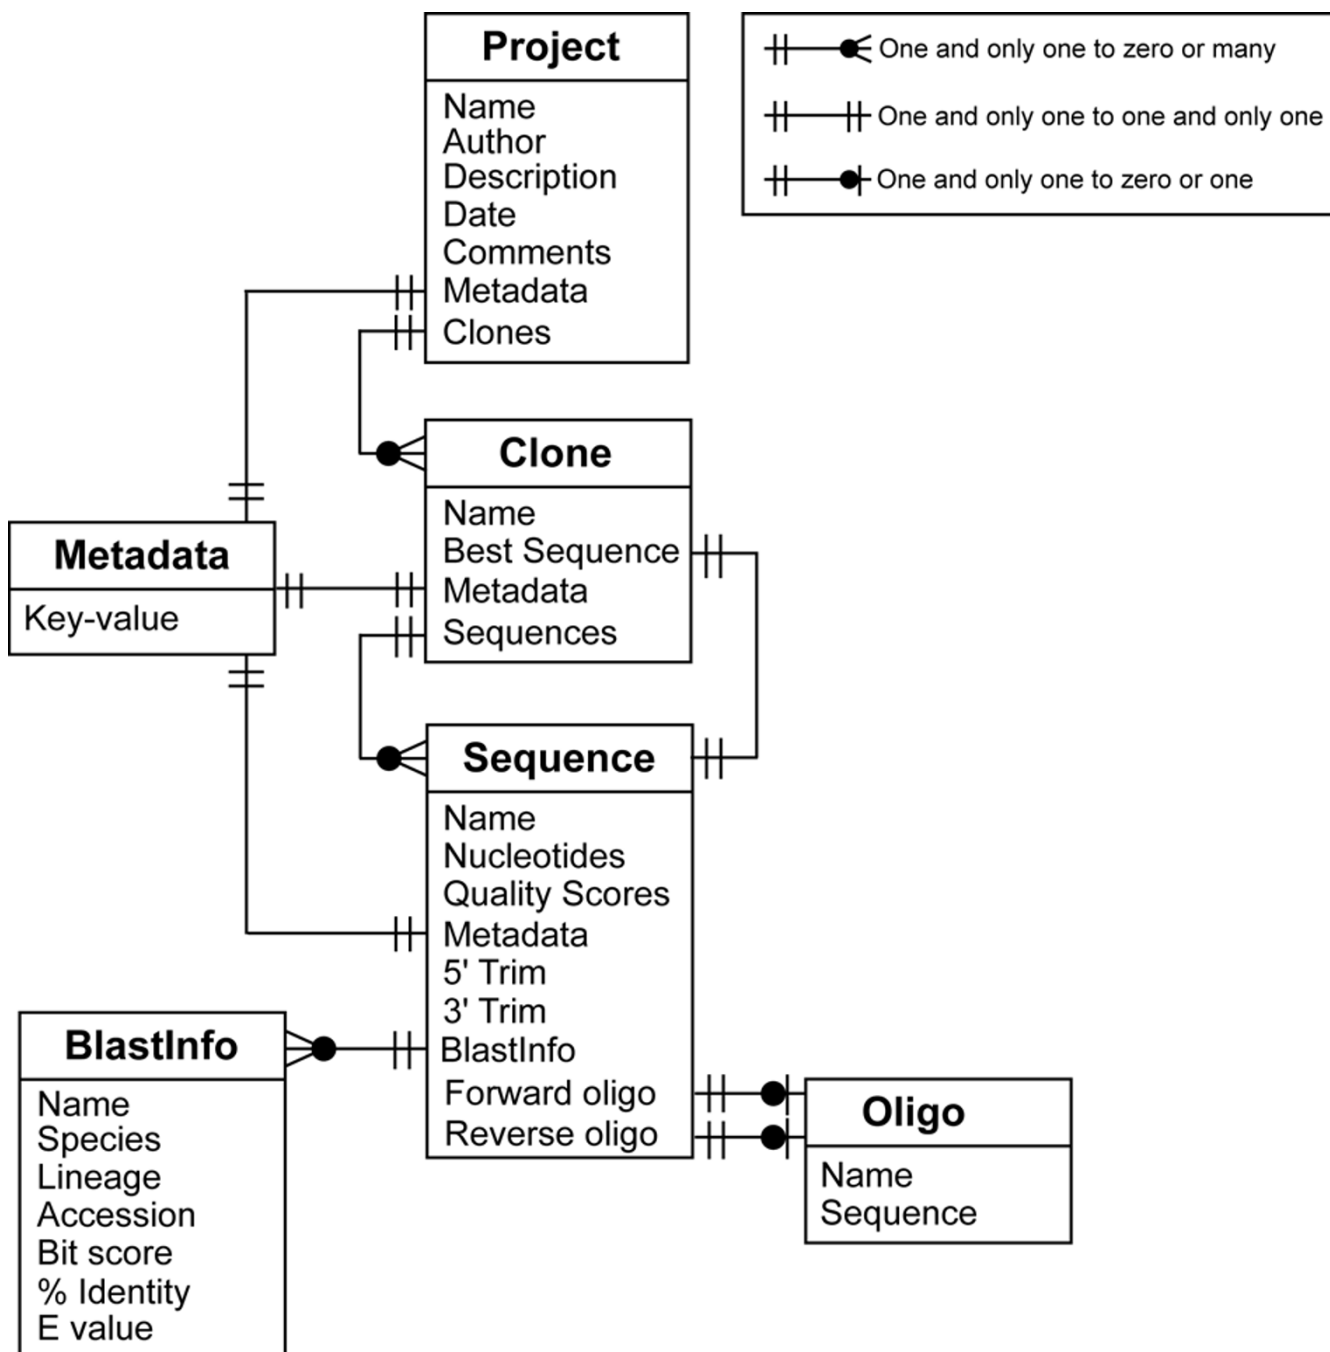 Project
Name
Author
Description
Date
Comments
Metadata
Clones
One and only one to zero or many
One and only one to one and only one
One and only one to zero or one
Clone
Name
Best Sequence
Metadata
Sequences
Metadata
Key-value
Sequence
Name
Nucleotides
Quality Scores
Metadata
5' Trim
3' Trim
BlastInfo
Forward oligo
Reverse oligo
BlastInfo
Name
Species
Lineage
Accession
Bit score
% Identity
E value
Oligo
Name
Sequence